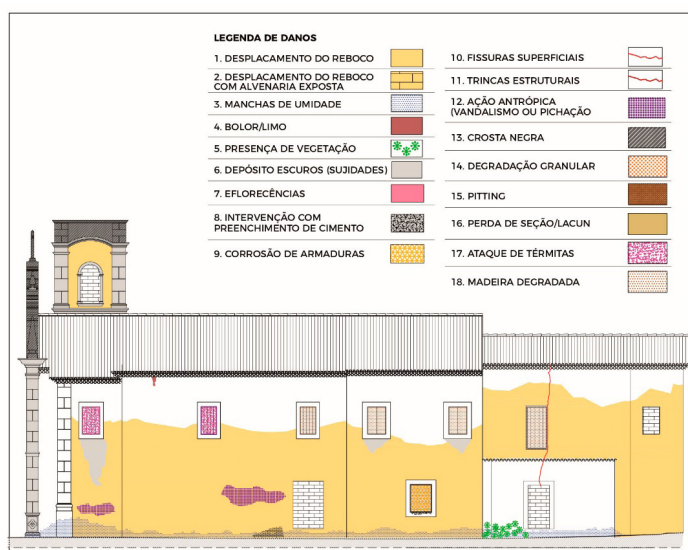 LEGENDA DE DANOS
1. DESPLACAMENTO DO REBOCO
2. DESPLACAMENTO DO REBOCO
COM ALVENARIA EXPOSTA
3. MANCHAS DE UMIDADE
4. BOLOR/LIMO
5. PRESENÇA DE VEGETAÇÃO
6. DEPÓSITO ESCUROS (SUJIDADES)
7. EFLORECÊNCIAS
8. INTERVENÇÃO COM
PREENCHIMENTO DE CIMENTO
9. CORROSÃO DE ARMADURAS
10. FISSURAS SUPERFICIAIS
11. TRINCAS ESTRUTURAIS
12. AÇÃO ANTRÓPICA
(VANDALISMO OU PICHAÇÃO
13. CROSTA NEGRA
14. DEGRADAÇÃO GRANULAR
15. PITTING
16. PERDA DE SEÇÃO/LACUN
17. ATAQUE DE TÉRMITAS
18. MADEIRA DEGRADADA